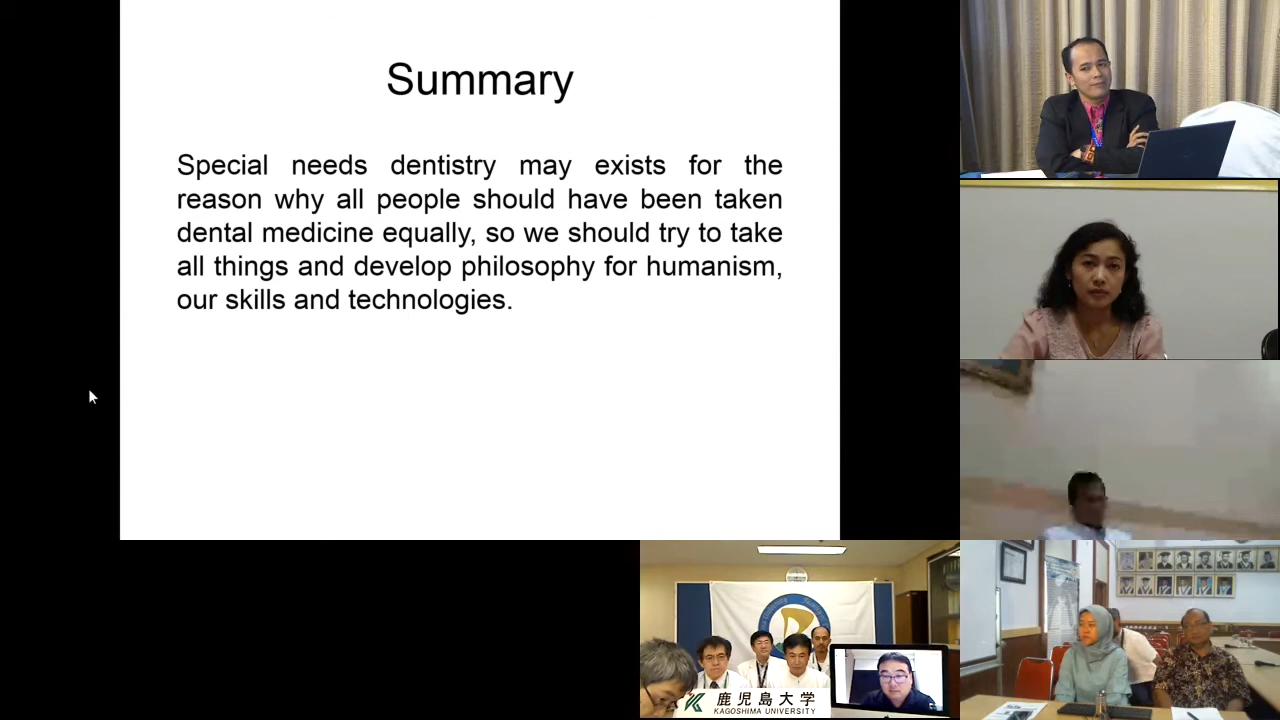 Summary
Special needs dentistry may exists for the
reason why all people should have been taken
dental medicine equally, so we should try to take
all things and develop philosophy for humanism,
our skills and technologies.
鹿児島大学
KAGOSHIMA UNIVERSITY